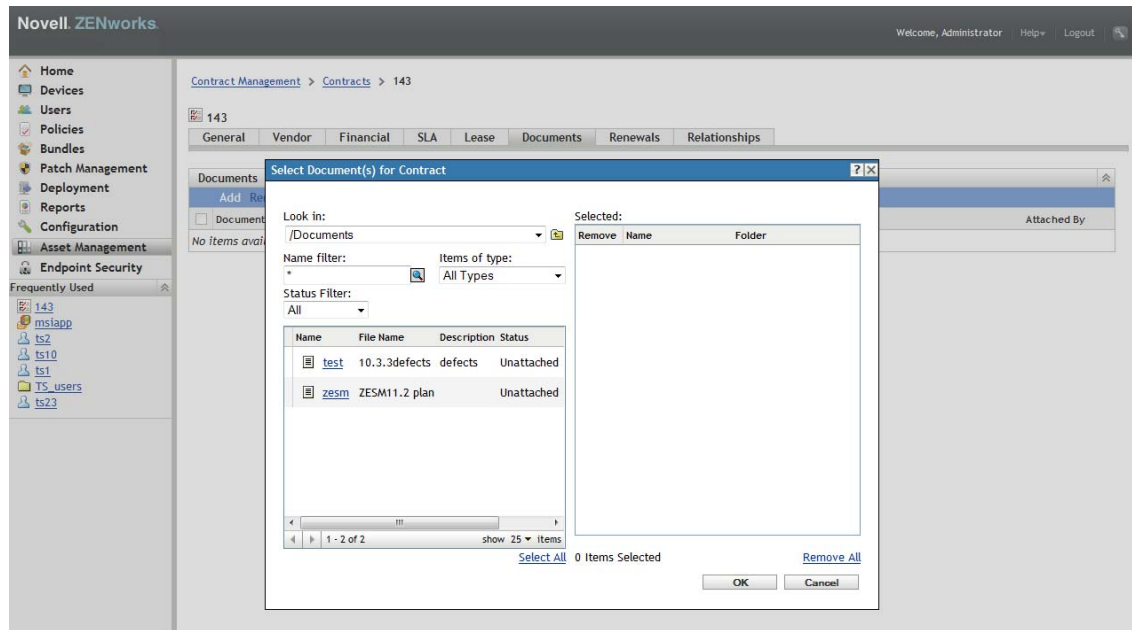 Novell. ZENworks.
Welcome, Administrator Help Logout
Home
Devices
Users
Policies
Bundles
Patch Management
Deployment
Reports
Configuration
Asset Management
Endpoint Security
Frequently Used
143
msiapp
ts2
ts10
ts1
TS_users
ts23
Contract Management > Contracts > 143
143
General Vendor Financial SLA Lease Documents Renewals Relationships
Documents
Add
Document Attached By
No items
Select Document(s) for Contract ? X
Look in:
/Documents
Name filter: Items of type:
* All Types
Status Filter:
All
Name File Name Description Status
test 10.3.3defects defects Unattached
zesm ZESM11.2 plan Unattached
1 - 2 of 2 show 25 items
Select All
Selected:
Remove Name Folder
0 Items Selected Remove All
OK Cancel